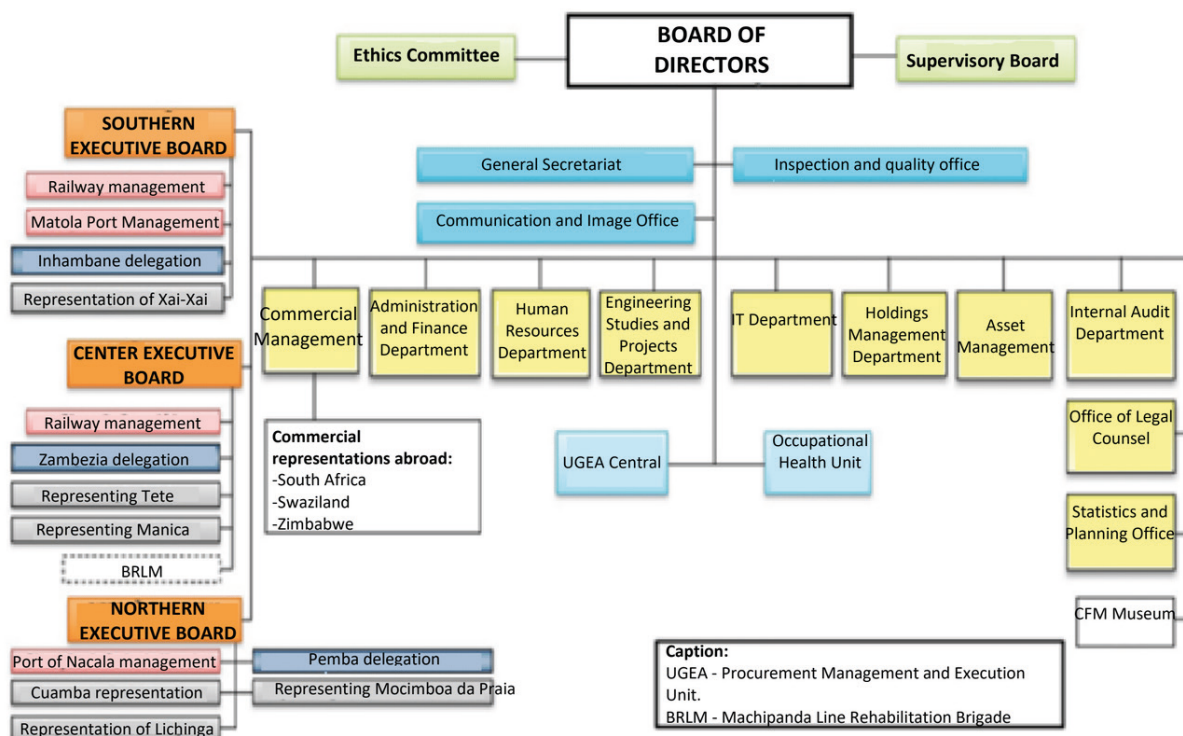 BOARD OF
DIRECTORS
Ethics Committee
Supervisory Board
SOUTHERN
EXECUTIVE BOARD
Railway management
Matola Port Management
Inhambane delegation
Representation of Xai-Xai
General Secretariat
Inspection and quality office
Communication and Image Office
Commercial
Management
Administration
and Finance
Department
Human
Resources
Department
Engineering
Studies and
Projects
Department
IT Department
Holdings
Management
Department
Asset
Management
Internal Audit
Department
CENTER EXECUTIVE
BOARD
Railway management
Zambezia delegation
Representing Tete
Representing Manica
BRLM
Commercial
representations abroad:
-South Africa
-Swaziland
-Zimbabwe
UGEA Central
Occupational
Health Unit
Office of Legal
Counsel
Statistics and
Planning Office
CFM Museum
NORTHERN
EXECUTIVE BOARD
Port of Nacala management
Pemba delegation
Cuamba representation
Representing Mocimboa da Praia
Representation of Lichinga
Caption:
UGEA - Procurement Management and Execution
Unit.
BRLM - Machipanda Line Rehabilitation Brigade